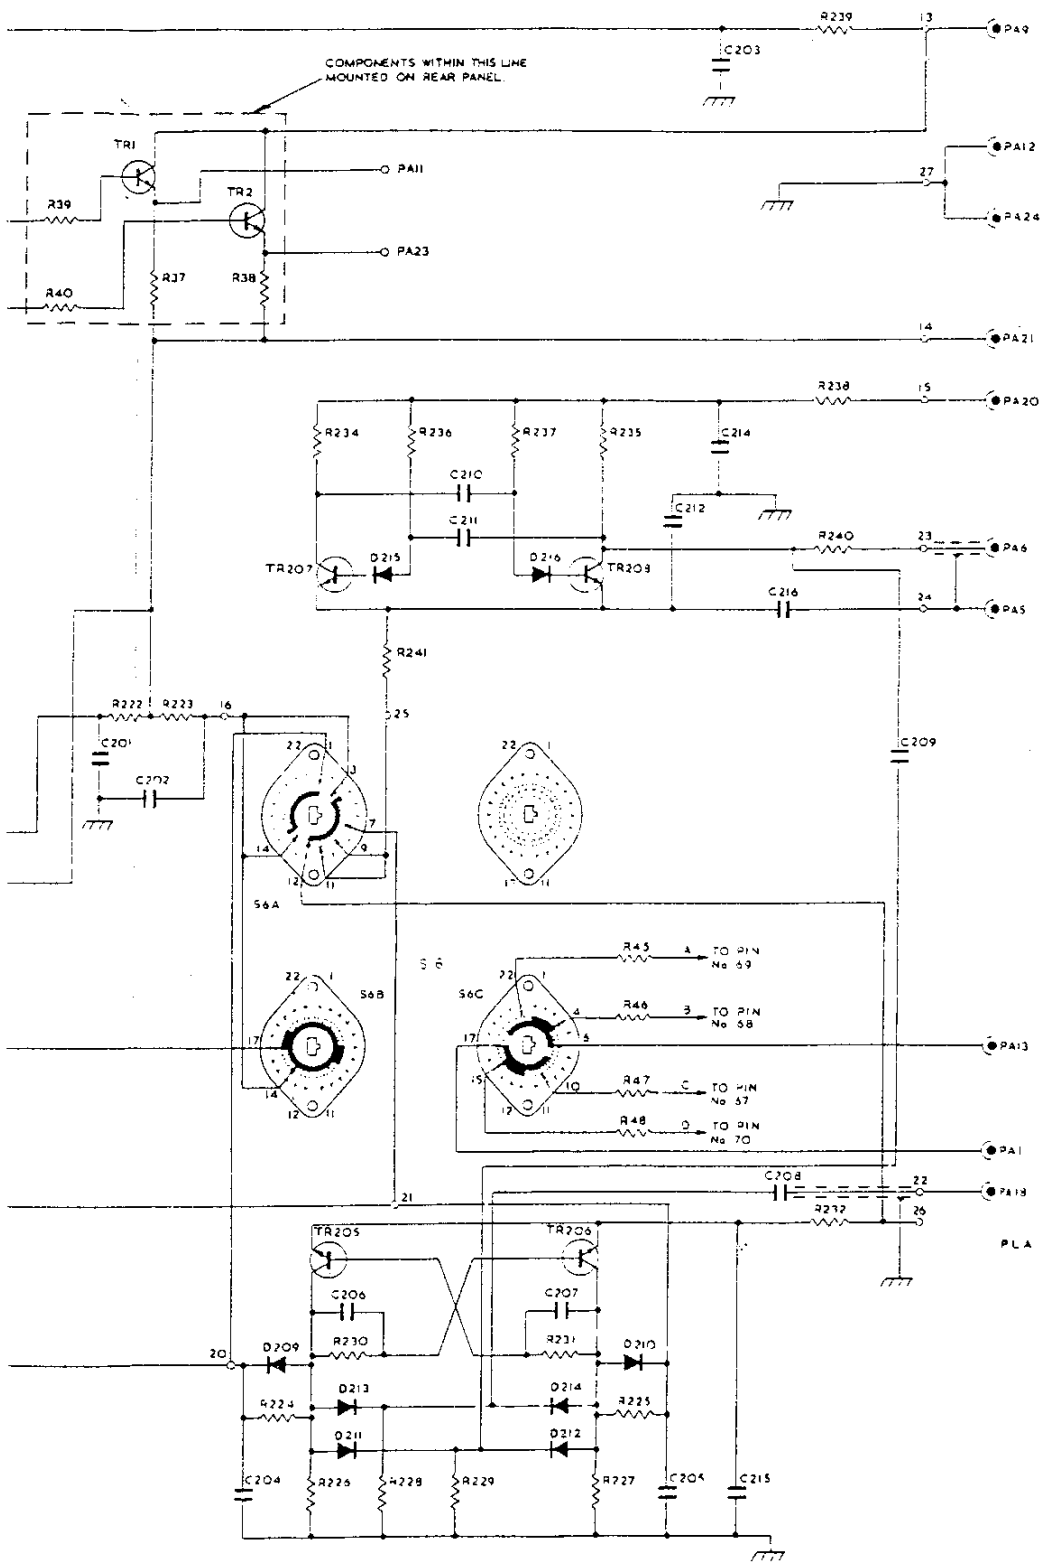 R239
13
PA9
C203
COMPONENTS WITHIN THIS LINE
MOUNTED ON REAR PANEL.
TR1
PA11
PA12
27
TR2
PA24
R39
PA23
R37
R38
R40
14
PA21
R238
15
PA20
R234
R236
R237
R235
C214
C210
C212
C211
R240
23
PA6
TR207
D215
D216
TR208
C216
24
PA5
R241
R222
R223
16
25
C201
C202
22
1
3
7
14
9
12
11
S6A
22
1
C209
17
11
R45
A
TO PIN
No 69
S6
22
1
S6B
S6C
22
1
4
R46
B
TO PIN
No 68
17
17
6
PA13
15
10
R47
C
TO PIN
No 67
14
12
11
12
11
R48
D
TO PIN
No 70
PA1
C208
22
PA18
21
R232
26
TR205
TR206
PLA
C206
C207
R230
R231
20
D209
D210
D213
D214
R224
R225
D211
D212
C204
R226
R228
R229
R227
C205
C215